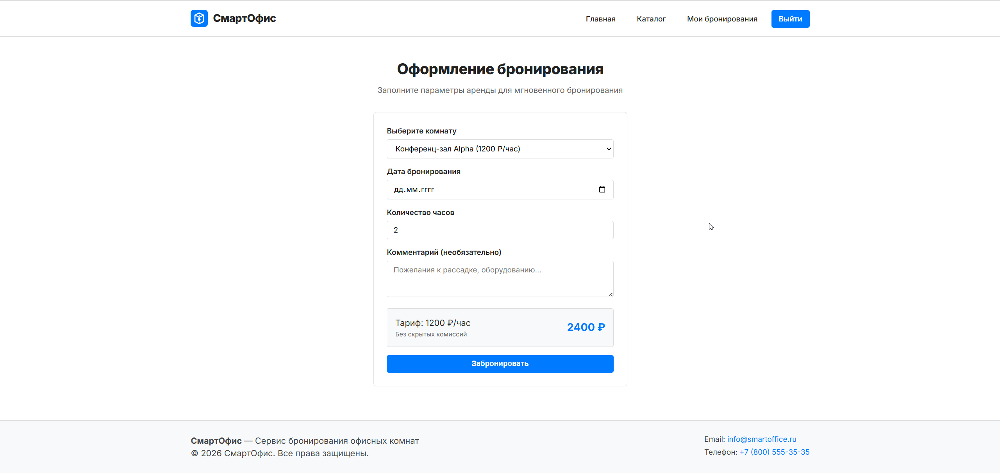 СмартОфис
Главная
Каталог
Мои бронирования
Выйти
Оформление бронирования
Заполните параметры аренды для мгновенного бронирования
Выберите комнату
Конференц-зал Alpha (1200 ₽/час)
Дата бронирования
дд.мм.гггг
Количество часов
2
Комментарий (необязательно)
Пожелания к рассадке, оборудованию...
Тариф: 1200 ₽/час
Без скрытых комиссий
2400 ₽
Забронировать
СмартОфис — Сервис бронирования офисных комнат
© 2026 СмартОфис. Все права защищены.
Email: info@smartoffice.ru
Телефон: +7 (800) 555-35-35